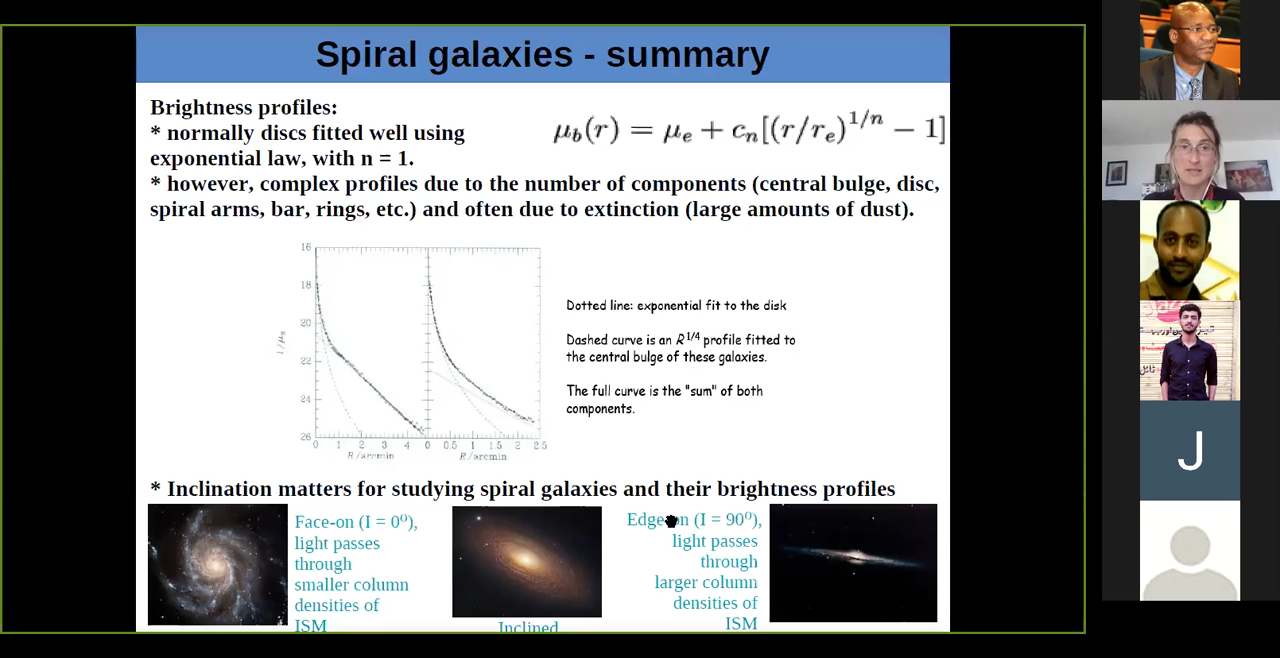 Spiral galaxies - summary
Brightness profiles:
* normally discs fitted well using
exponential law, with n = 1.
μb(r) = μe + cn[(r/re)^1/n − 1]
* however, complex profiles due to the number of components (central bulge, disc,
spiral arms, bar, rings, etc.) and often due to extinction (large amounts of dust).
16
18
20
22
24
26
0 1 2 3 4 0 0.5 1 1.5 2 2.5
R/arcmin R/arcmin
Dotted line: exponential fit to the disk
Dashed curve is an R^1/4 profile fitted to
the central bulge of these galaxies.
The full curve is the "sum" of both
components.
* Inclination matters for studying spiral galaxies and their brightness profiles
Face-on (I = 0º),
light passes
through
smaller column
densities of
ISM
Inclined
Edge-on (I = 90º),
light passes
through
larger column
densities of
ISM
J